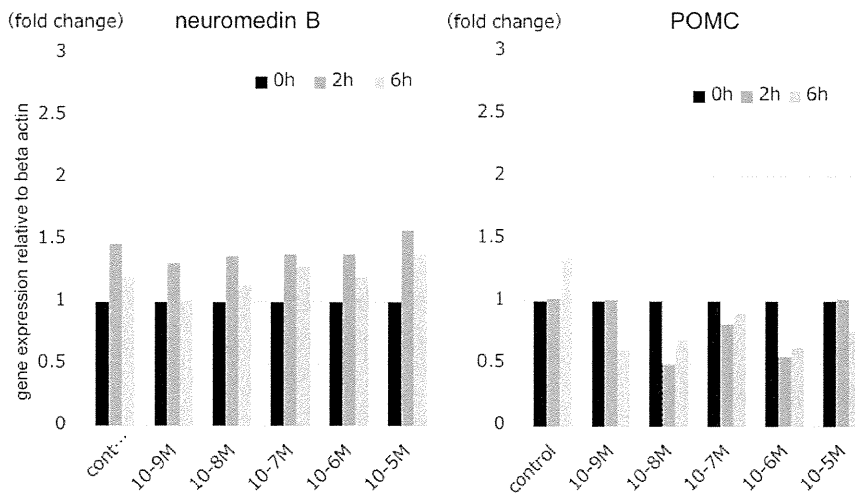 (fold change) neuromedin B
3
■ 0h ■ 2h ■ 6h
2.5
2
1.5
1
0.5
0
gene expression relative to beta actin
cont… 10-9M 10-8M 10-7M 10-6M 10-5M
(fold change) POMC
3
■ 0h ■ 2h ■ 6h
2.5
2
1.5
1
0.5
0
control 10-9M 10-8M 10-7M 10-6M 10-5M